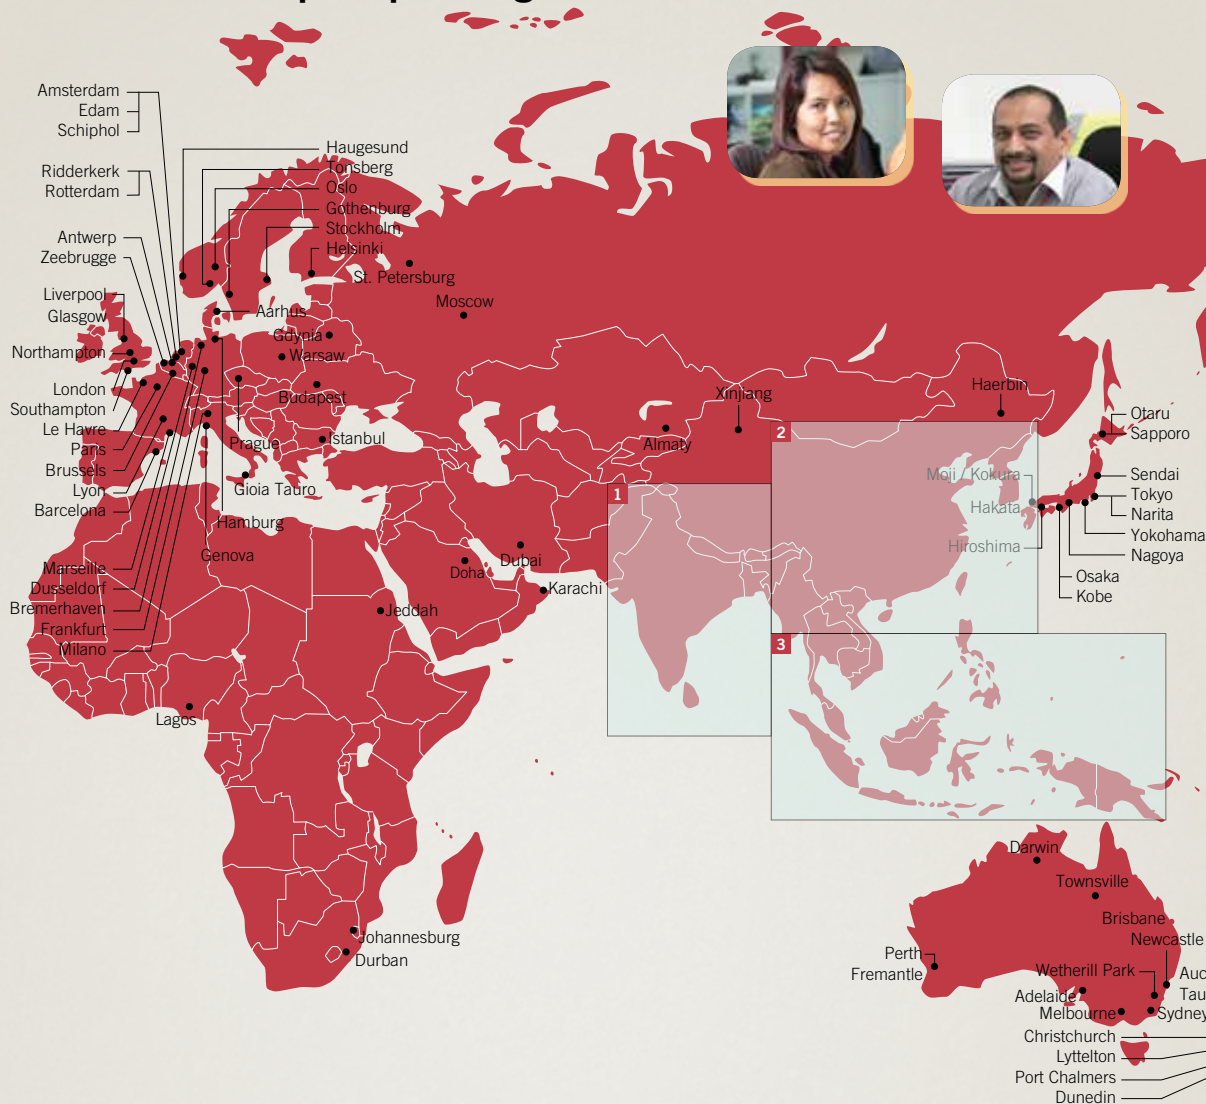 Amsterdam
Edam
Schiphol
Ridderkerk
Rotterdam
Antwerp
Zeebrugge
Liverpool
Glasgow
Northampton
London
Southampton
Le Havre
Paris
Brussels
Lyon
Barcelona
Marseille
Dusseldorf
Bremerhaven
Frankfurt
Milano
Haugesund
Tonsberg
Oslo
Gothenburg
Stockholm
Helsinki
St. Petersburg
Moscow
Aarhus
Gdynia
Warsaw
Budapest
Prague
Istanbul
Gioia Tauro
Hamburg
Genova
Doha
Dubai
Karachi
Jeddah
Lagos
Johannesburg
Durban
Almaty
Xinjiang
Haerbin
1
2
3
Moji / Kokura
Hakata
Hiroshima
Otaru
Sapporo
Sendai
Tokyo
Narita
Yokohama
Nagoya
Osaka
Kobe
Darwin
Townsville
Brisbane
Newcastle
Perth
Fremantle
Wetherill Park
Adelaide
Melbourne
Sydney
Auc
Tau
Christchurch
Lyttelton
Port Chalmers
Dunedin